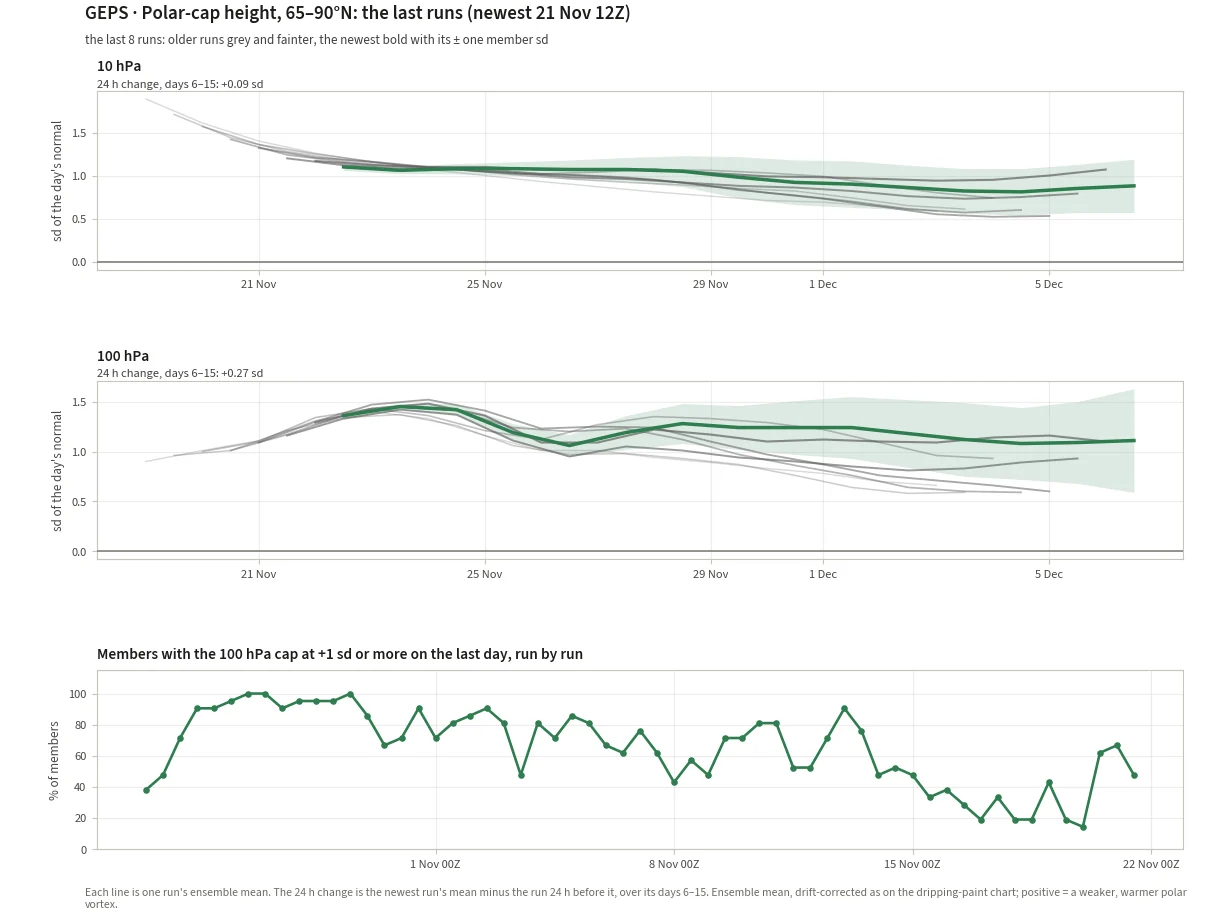 GEPS · Polar-cap height, 65–90°N: the last runs (newest 21 Nov 12Z)
the last 8 runs: older runs grey and fainter, the newest bold with its ± one member sd
10 hPa
24 h change, days 6–15: +0.09 sd
sd of the day's normal
1.5
1.0
0.5
0.0
21 Nov
25 Nov
29 Nov
1 Dec
5 Dec
100 hPa
24 h change, days 6–15: +0.27 sd
sd of the day's normal
1.5
1.0
0.5
0.0
21 Nov
25 Nov
29 Nov
1 Dec
5 Dec
Members with the 100 hPa cap at +1 sd or more on the last day, run by run
% of members
100
80
60
40
20
0
1 Nov 00Z
8 Nov 00Z
15 Nov 00Z
22 Nov 00Z
Each line is one run's ensemble mean. The 24 h change is the newest run's mean minus the run 24 h before it, over its days 6–15. Ensemble mean, drift-corrected as on the dripping-paint chart; positive = a weaker, warmer polar
vortex.